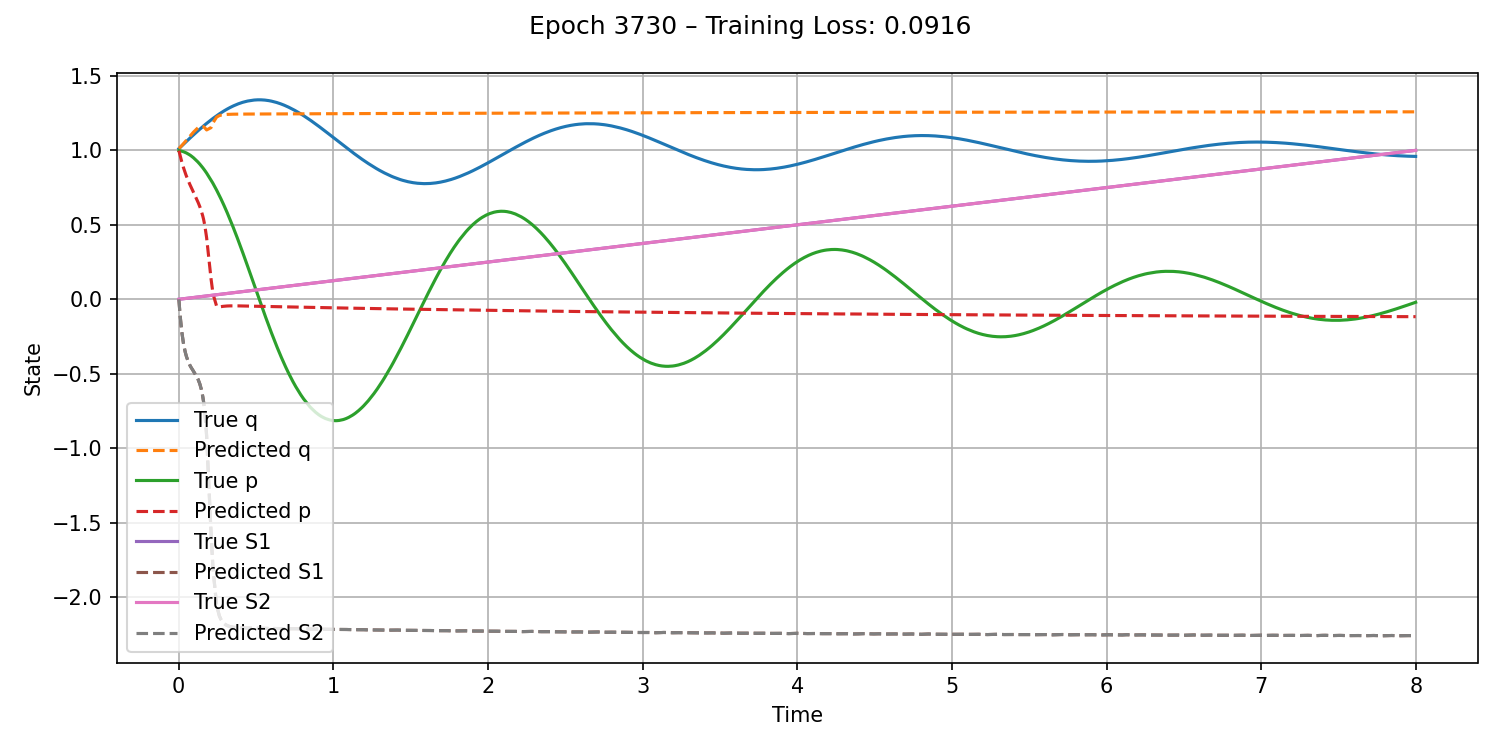 Epoch 3730 – Training Loss: 0.0916
1.5
1.0
0.5
0.0
−0.5
−1.0
−1.5
−2.0
State
True q
Predicted q
True p
Predicted p
True S1
Predicted S1
True S2
Predicted S2
0 1 2 3 4 5 6 7 8
Time